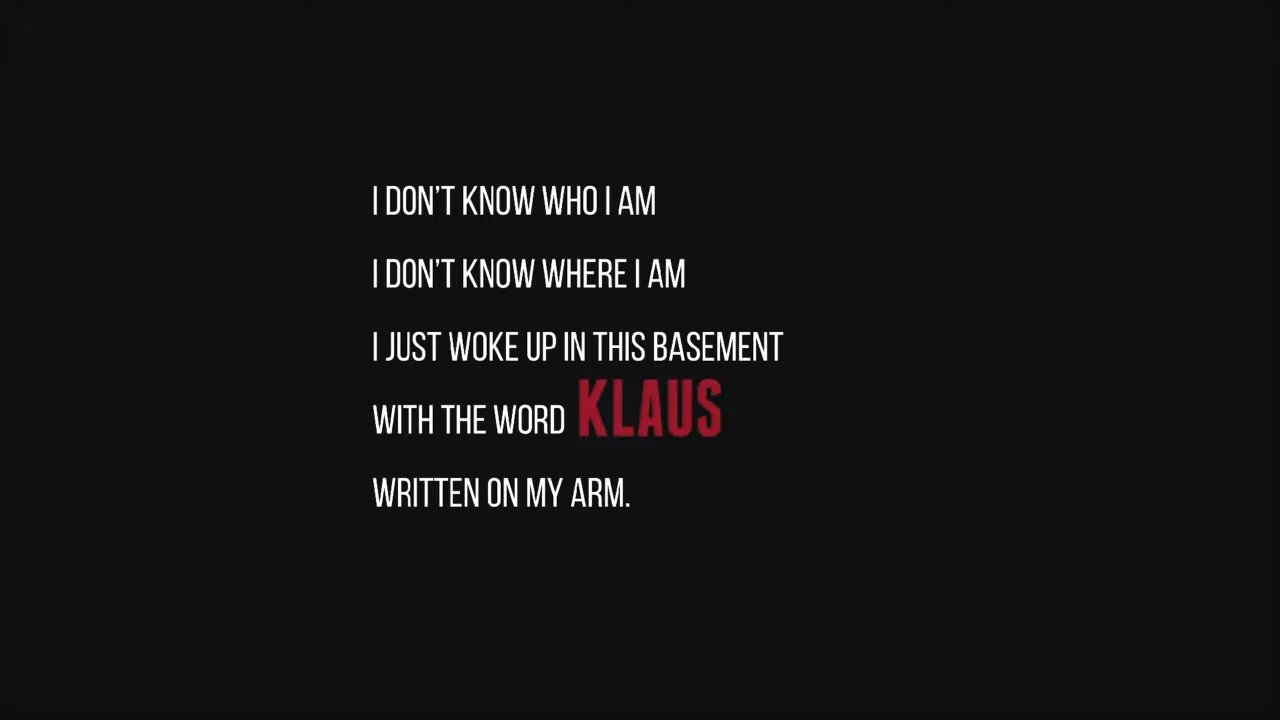 I DON'T KNOW WHO I AM
I DON'T KNOW WHERE I AM
I JUST WOKE UP IN THIS BASEMENT
WITH THE WORD KLAUS
WRITTEN ON MY ARM.